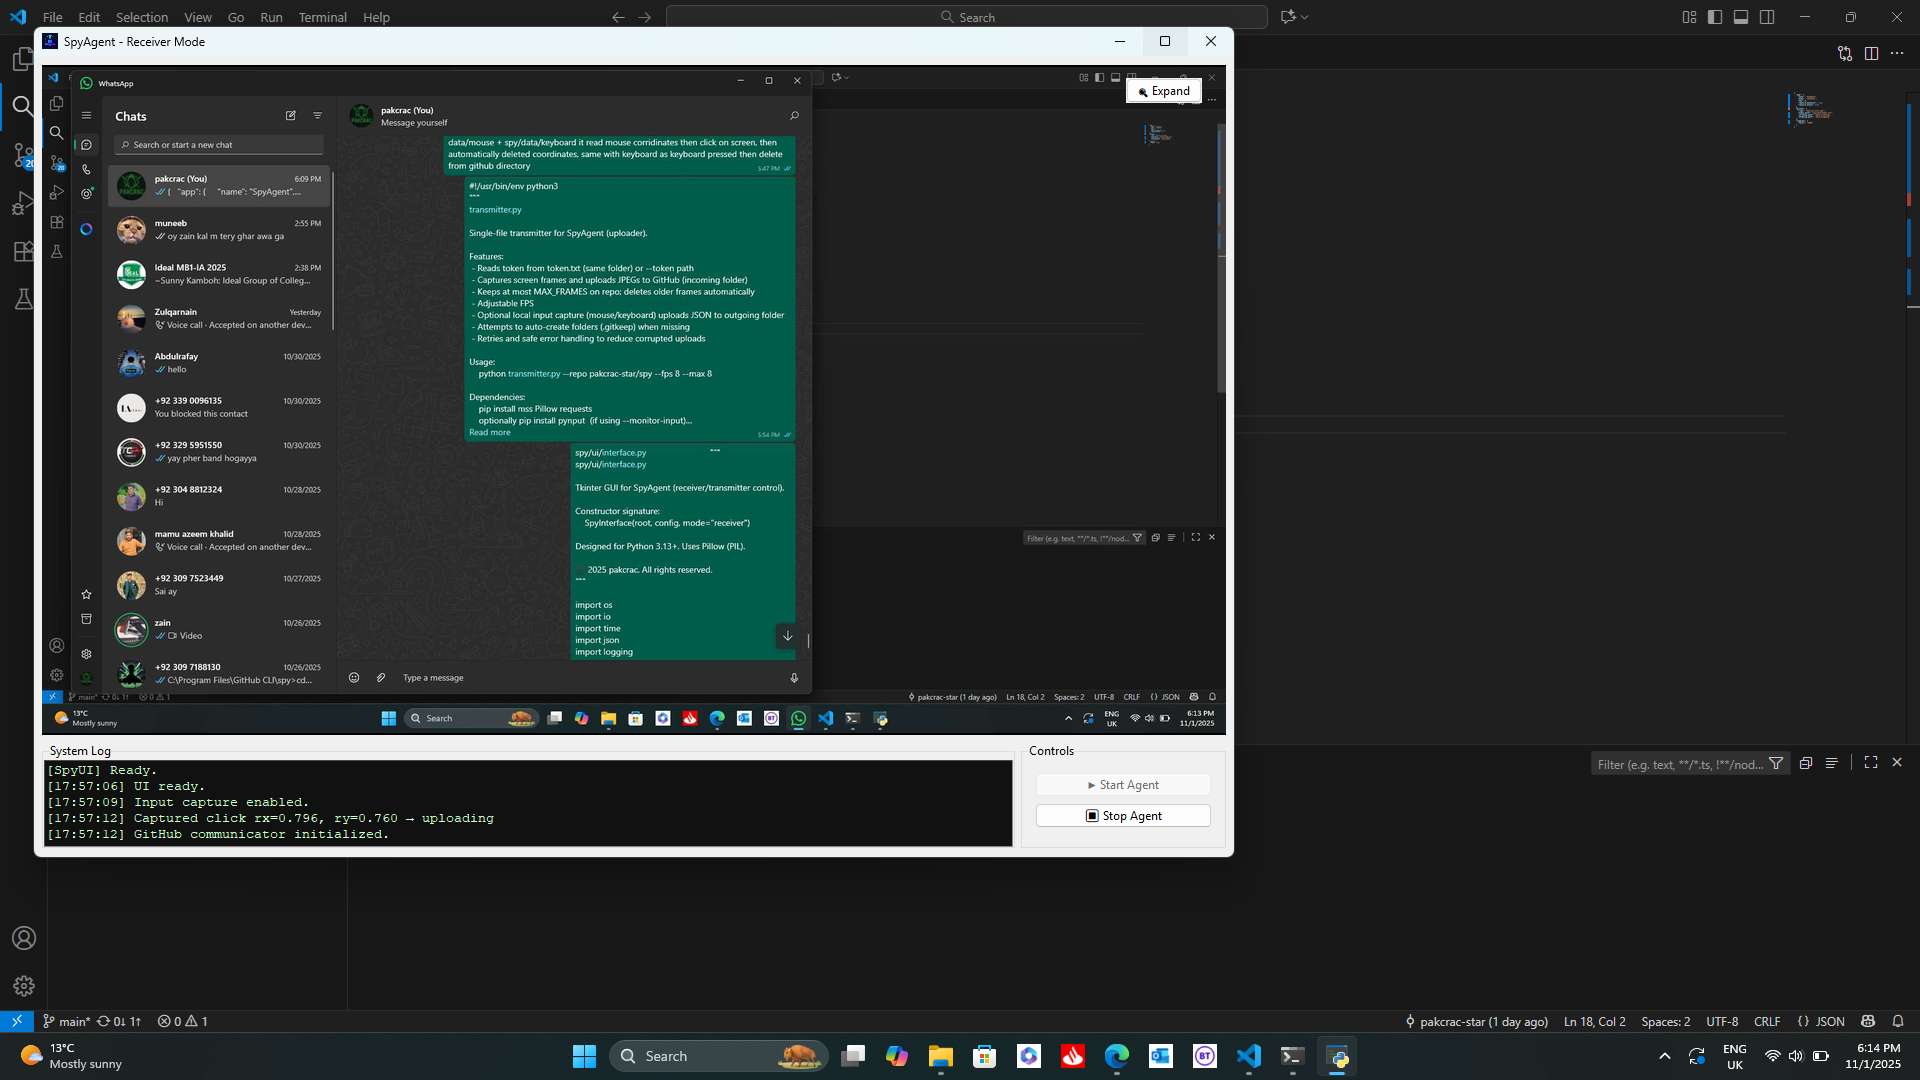 File Edit Selection View Go Run Terminal Help
Search
SpyAgent - Receiver Mode
WhatsApp
Expand
Chats
Search or start a new chat
pakcrac (You)
6:09 PM
{ "app": { "name": "SpyAgent",...
muneeb
2:55 PM
oy zain kal m tery ghar awa ga
Ideal MB1-IA 2025
2:38 PM
~Sunny Kamboh: Ideal Group of Colleg...
Zulqarnain
Yesterday
Voice call · Accepted on another dev...
Abdulrafay
10/30/2025
hello
+92 339 0096135
10/30/2025
You blocked this contact
+92 329 5951550
10/30/2025
yay pher band hogayya
+92 304 8812324
10/28/2025
Hi
mamu azeem khalid
10/28/2025
Voice call · Accepted on another dev...
+92 309 7523449
10/27/2025
Sai ay
zain
10/26/2025
Video
+92 309 7188130
10/26/2025
C:\Program Files\GitHub CLI\spy>cd...
pakcrac (You)
Message yourself
data/mouse + spy/data/keyboard it read mouse corridinates then click on screen, then
automatically deleted coordinates, same with keyboard as keyboard pressed then delete
from github directory
5:47 PM
#!/usr/bin/env python3
"""
transmitter.py
Single-file transmitter for SpyAgent (uploader).
Features:
- Reads token from token.txt (same folder) or --token path
- Captures screen frames and uploads JPEGs to GitHub (incoming folder)
- Keeps at most MAX_FRAMES on repo; deletes older frames automatically
- Adjustable FPS
- Optional local input capture (mouse/keyboard) uploads JSON to outgoing folder
- Attempts to auto-create folders (.gitkeep) when missing
- Retries and safe error handling to reduce corrupted uploads
Usage:
python transmitter.py --repo pakcrac-star/spy --fps 8 --max 8
Dependencies:
pip install mss Pillow requests
optionally pip install pynput (if using --monitor-input)...
Read more
5:54 PM
"""
spy/ui/interface.py
spy/ui/interface.py
Tkinter GUI for SpyAgent (receiver/transmitter control).
Constructor signature:
SpyInterface(root, config, mode="receiver")
Designed for Python 3.13+. Uses Pillow (PIL).
2025 pakcrac. All rights reserved.
"""
import os
import io
import time
import json
import logging
Type a message
Filter (e.g. text, **/*.ts, !**/nod...
main* 0↓ 1↑ 0 1
pakcrac-star (1 day ago) Ln 18, Col 2 Spaces: 2 UTF-8 CRLF {} JSON
13°C
Mostly sunny
Search
ENG
UK
6:13 PM
11/1/2025
System Log
[SpyUI] Ready.
[17:57:06] UI ready.
[17:57:09] Input capture enabled.
[17:57:12] Captured click rx=0.796, ry=0.760 → uploading
[17:57:12] GitHub communicator initialized.
Controls
Start Agent
Stop Agent
Filter (e.g. text, **/*.ts, !**/nod...
main* 0↓ 1↑ 0 1
pakcrac-star (1 day ago) Ln 18, Col 2 Spaces: 2 UTF-8 CRLF {} JSON
13°C
Mostly sunny
Search
BT
ENG
UK
6:14 PM
11/1/2025